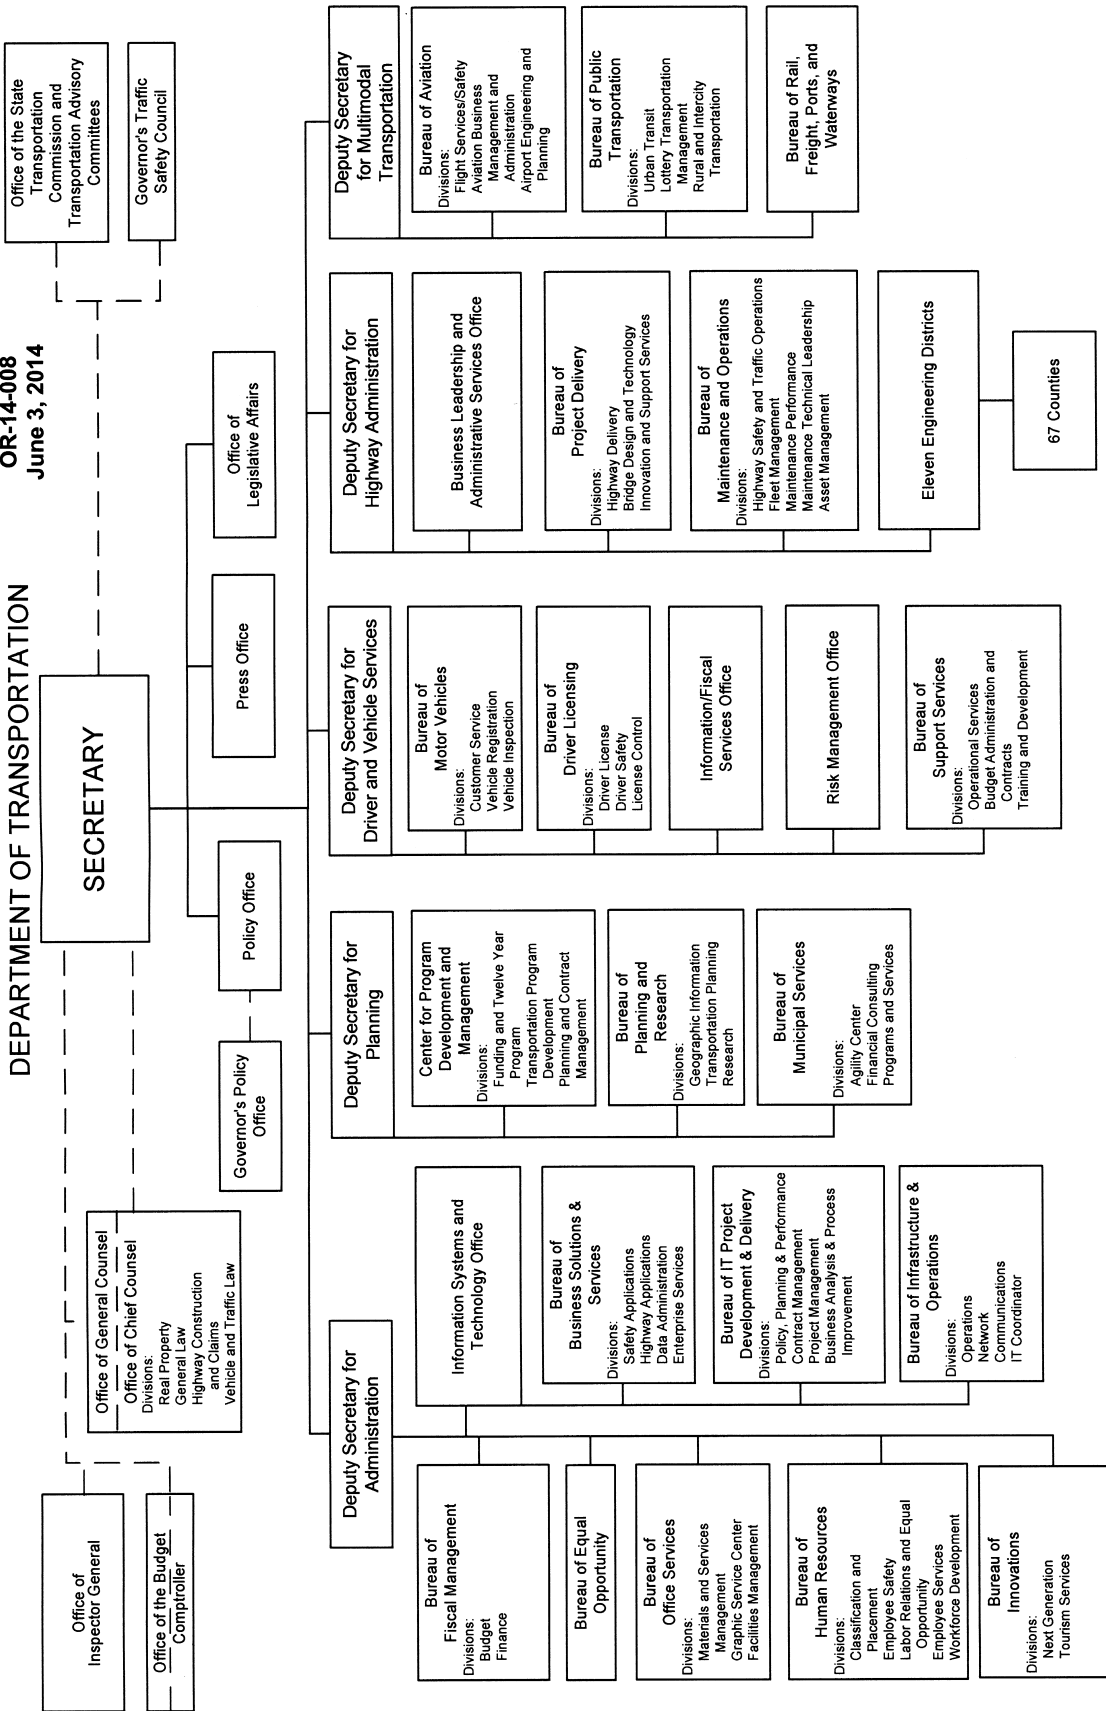 DEPARTMENT OF TRANSPORTATION
OR-14-008
June 3, 2014
Office of the State
Transportation
Commission and
Transportation Advisory
Committees
Governor's Traffic
Safety Council
SECRETARY
Office of
Inspector General
Office of the Budget
Comptroller
Office of General Counsel
Office of Chief Counsel
Divisions:
Real Property
General Law
Highway Construction
and Claims
Vehicle and Traffic Law
Governor's Policy
Office
Policy Office
Press Office
Office of
Legislative Affairs
Deputy Secretary for
Administration
Bureau of
Fiscal Management
Divisions:
Budget
Finance
Bureau of Equal
Opportunity
Bureau of
Office Services
Divisions:
Materials and Services
Management
Graphic Service Center
Facilities Management
Bureau of
Human Resources
Divisions:
Classification and
Placement
Employee Safety
Labor Relations and Equal
Opportunity
Employee Services
Workforce Development
Bureau of
Innovations
Divisions:
Next Generation
Tourism Services
Information Systems and
Technology Office
Bureau of
Business Solutions &
Services
Divisions:
Safety Applications
Highway Applications
Data Administration
Enterprise Services
Bureau of IT Project
Development & Delivery
Divisions:
Policy, Planning & Performance
Contract Management
Project Management
Business Analysis & Process
Improvement
Bureau of Infrastructure &
Operations
Divisions:
Operations
Network
Communications
IT Coordinator
Deputy Secretary for
Planning
Center for Program
Development and
Management
Divisions:
Funding and Twelve Year
Program
Transportation Program
Development
Planning and Contract
Management
Bureau of
Planning and
Research
Divisions:
Geographic Information
Transportation Planning
Research
Bureau of
Municipal Services
Divisions:
Agility Center
Financial Consulting
Programs and Services
Deputy Secretary for
Driver and Vehicle Services
Bureau of
Motor Vehicles
Divisions:
Customer Service
Vehicle Registration
Vehicle Inspection
Bureau of
Driver Licensing
Divisions:
Driver License
Driver Safety
License Control
Information/Fiscal
Services Office
Risk Management Office
Bureau of
Support Services
Divisions:
Operational Services
Budget Administration and
Contracts
Training and Development
Deputy Secretary for
Highway Administration
Business Leadership and
Administrative Services Office
Bureau of
Project Delivery
Divisions:
Highway Delivery
Bridge Design and Technology
Innovation and Support Services
Bureau of
Maintenance and Operations
Divisions:
Highway Safety and Traffic Operations
Fleet Management
Maintenance Performance
Maintenance Technical Leadership
Asset Management
Eleven Engineering Districts
67 Counties
Deputy Secretary
for Multimodal
Transportation
Bureau of Aviation
Divisions:
Flight Services/Safety
Aviation Business
Management and
Administration
Airport Engineering and
Planning
Bureau of Public
Transportation
Divisions:
Urban Transit
Lottery Transportation
Management
Rural and Intercity
Transportation
Bureau of Rail,
Freight, Ports, and
Waterways